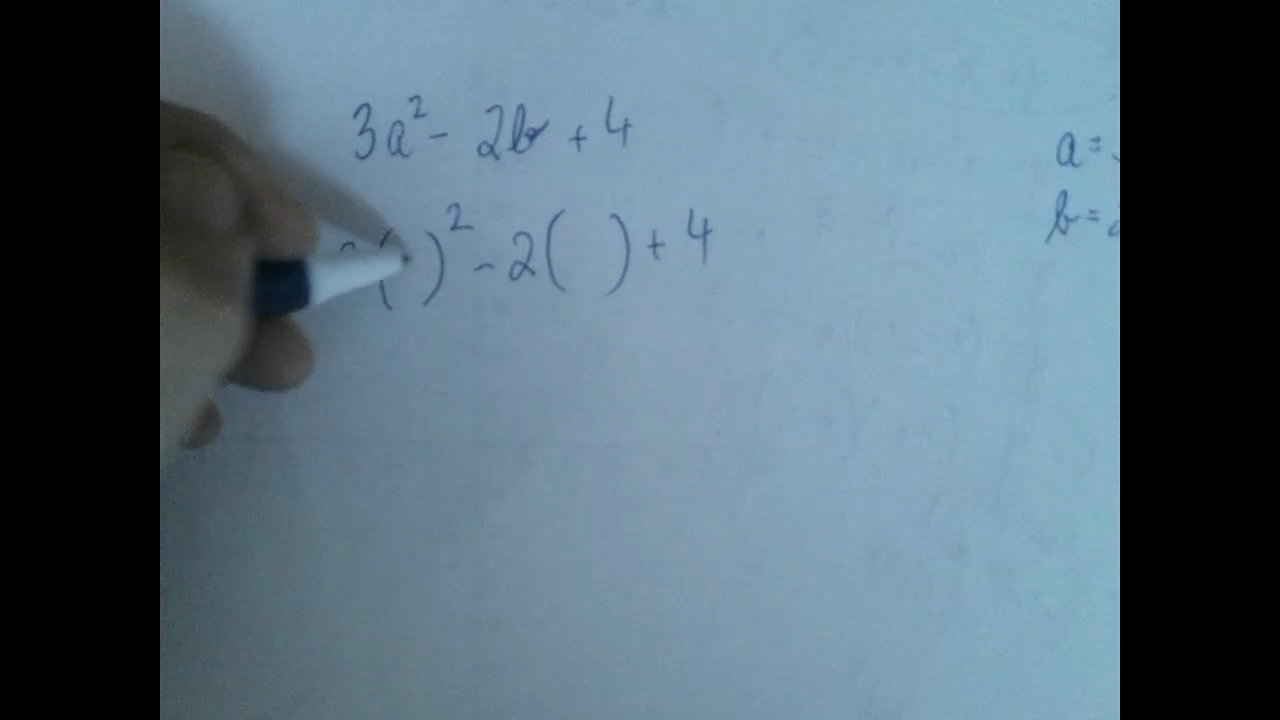 3a² - 2b + 4
( )² - 2( ) + 4
a =
b =